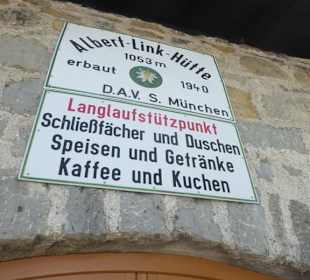 Albert-Link-Hütte
1053 m
erbaut 1940
D.A.V. S. München
Langlaufstützpunkt
Schließfächer und Duschen
Speisen und Getränke
Kaffee und Kuchen